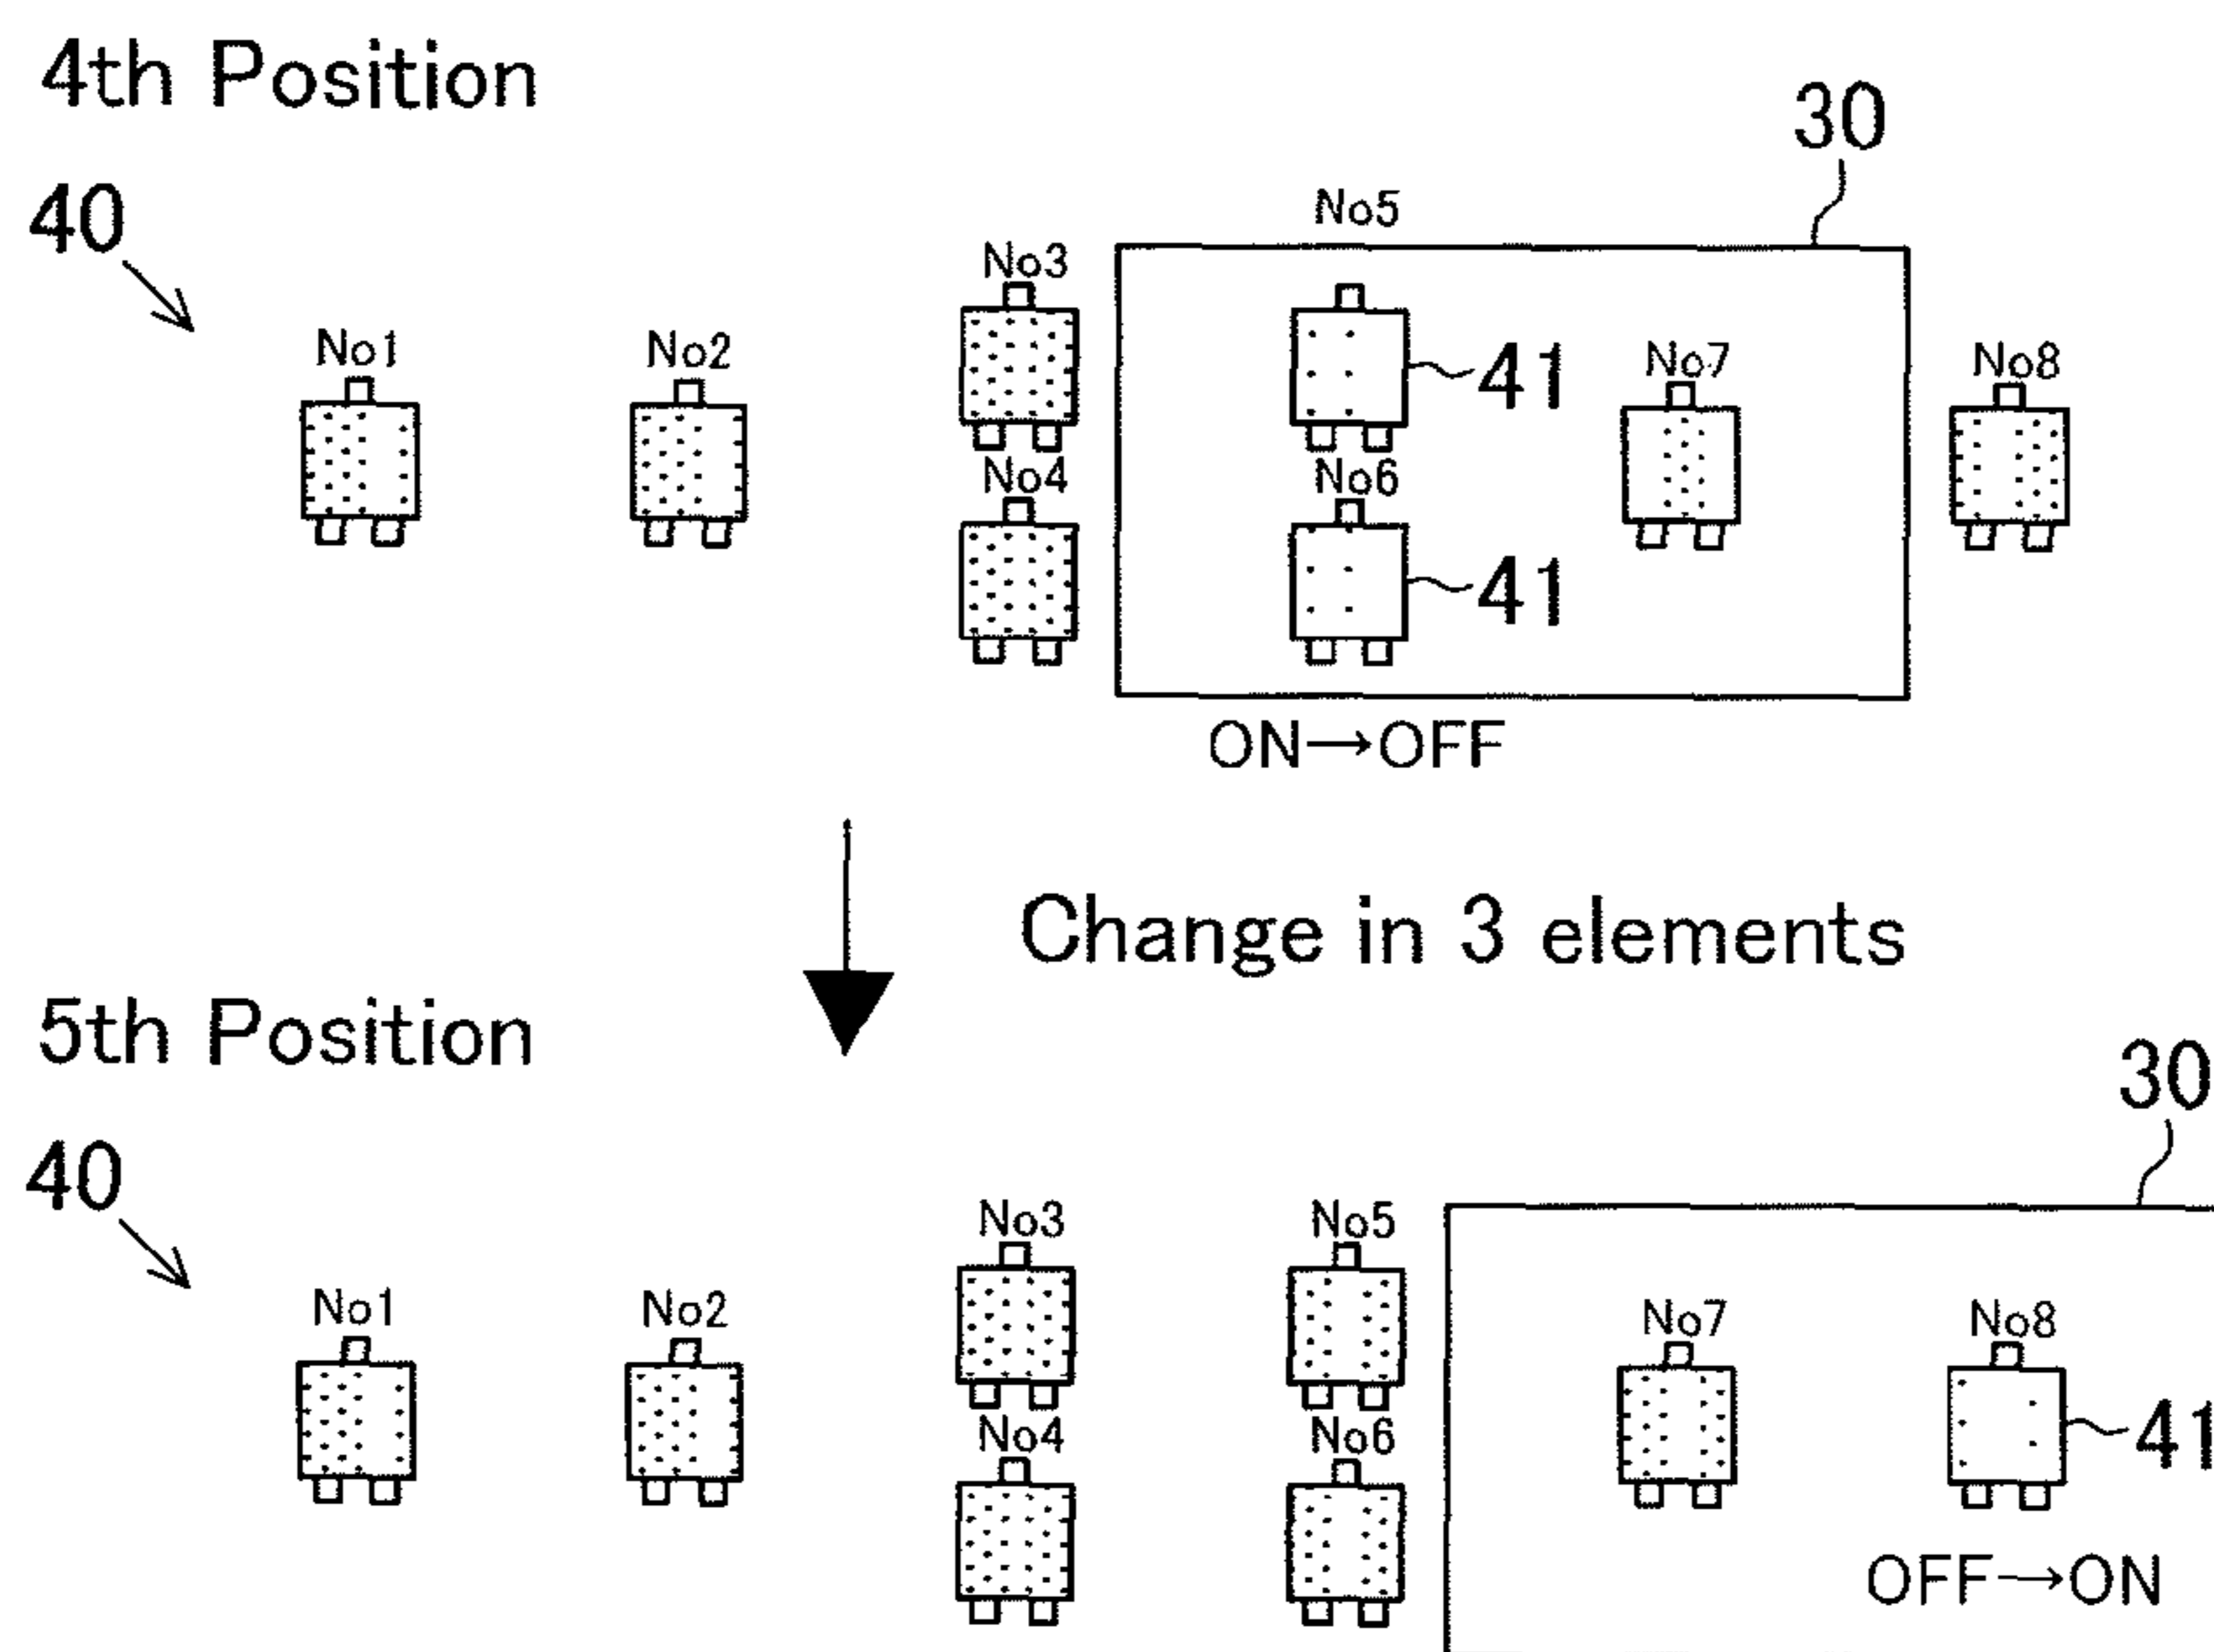 4th Position
30
40
No5
No3
No1
No2
41
No7
No8
No4
No6
41
ON→OFF
Change in 3 elements
5th Position
30
40
No3
No5
No1
No2
No7
No8
41
No4
No6
OFF→ON